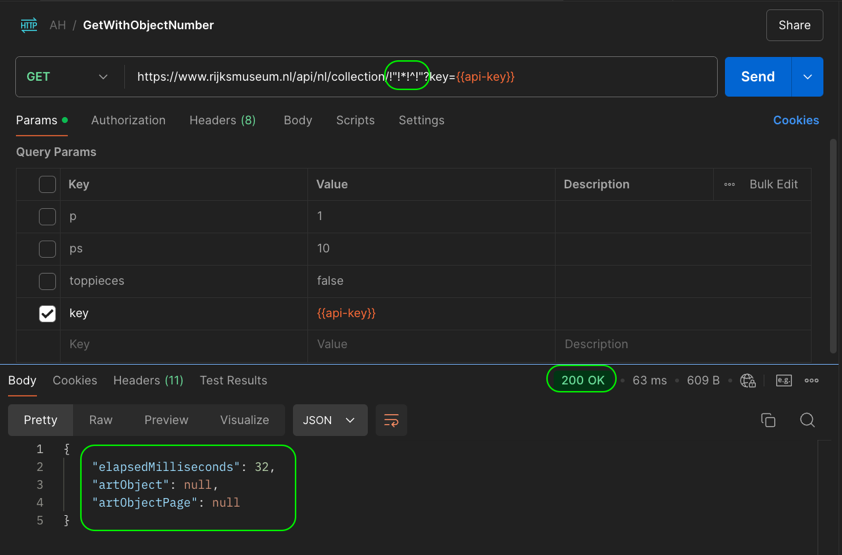 HTTP AH / GetWithObjectNumber Share
GET https://www.rijksmuseum.nl/api/nl/collection/!"!*!^!"?key={{api-key}} Send
Params Authorization Headers (8) Body Scripts Settings Cookies
Query Params
Key Value Description Bulk Edit
p 1
ps 10
toppieces false
key {{api-key}}
Key Value Description
Body Cookies Headers (11) Test Results 200 OK • 63 ms • 609 B • e.g.
Pretty Raw Preview Visualize JSON
1 {
2 "elapsedMilliseconds": 32,
3 "artObject": null,
4 "artObjectPage": null
5 }